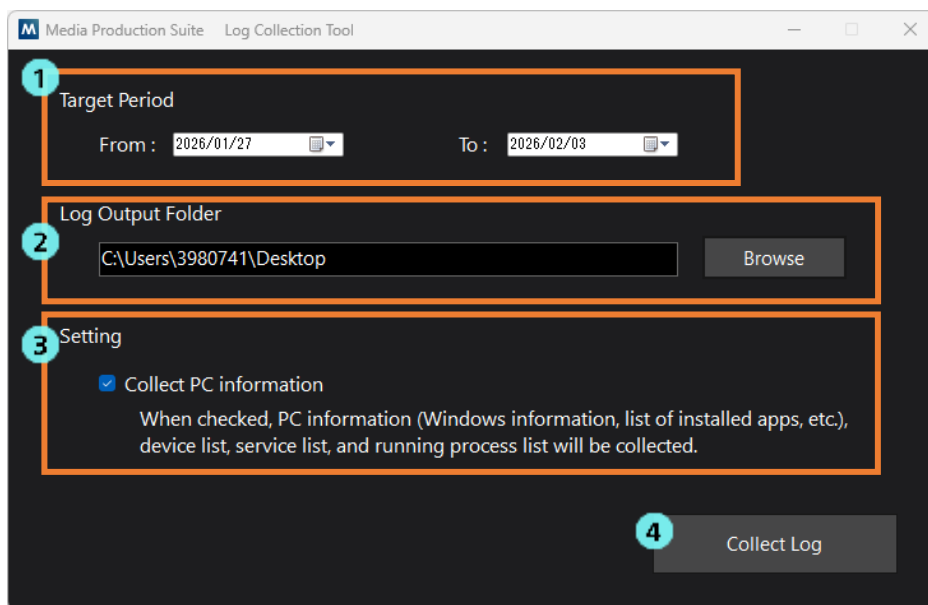 M Media Production Suite Log Collection Tool
1
Target Period
From : 2026/01/27 To : 2026/02/03
Log Output Folder
2
C:\Users\3980741\Desktop Browse
3
Setting
Collect PC information
When checked, PC information (Windows information, list of installed apps, etc.),
device list, service list, and running process list will be collected.
4
Collect Log